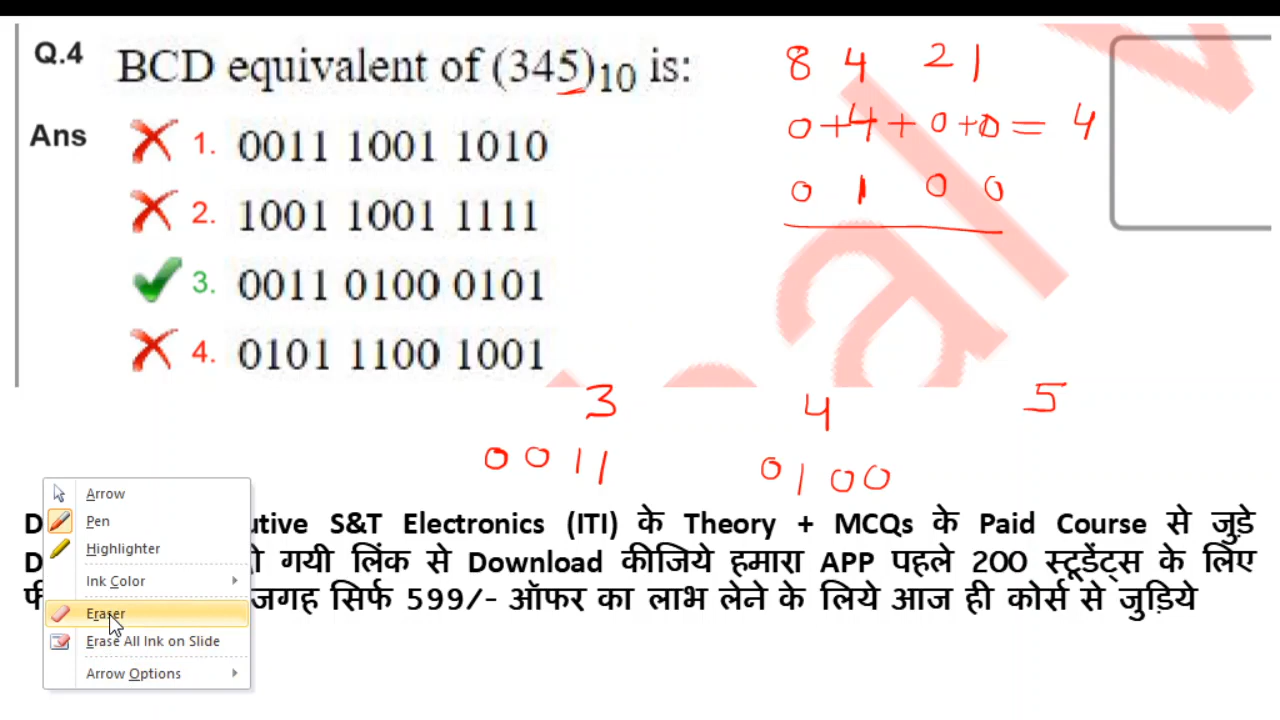 Q.4 BCD equivalent of (345)10 is:
8 4 2 1
0+4+0+0=4
0 1 0 0
Ans
1. 0011 1001 1010
2. 1001 1001 1111
3. 0011 0100 0101
4. 0101 1100 1001
3 4 5
0011 0100
Arrow
Pen
Highlighter
Ink Color
Eraser
Erase All Ink on Slide
Arrow Options
D utive S&T Electronics (ITI) के Theory + MCQs के Paid Course से जुड़े
D गयी लिंक से Download कीजिये हमारा APP पहले 200 स्टूडेंट्स के लिए
जगह सिर्फ 599/- ऑफर का लाभ लेने के लिये आज ही कोर्स से जुड़िये